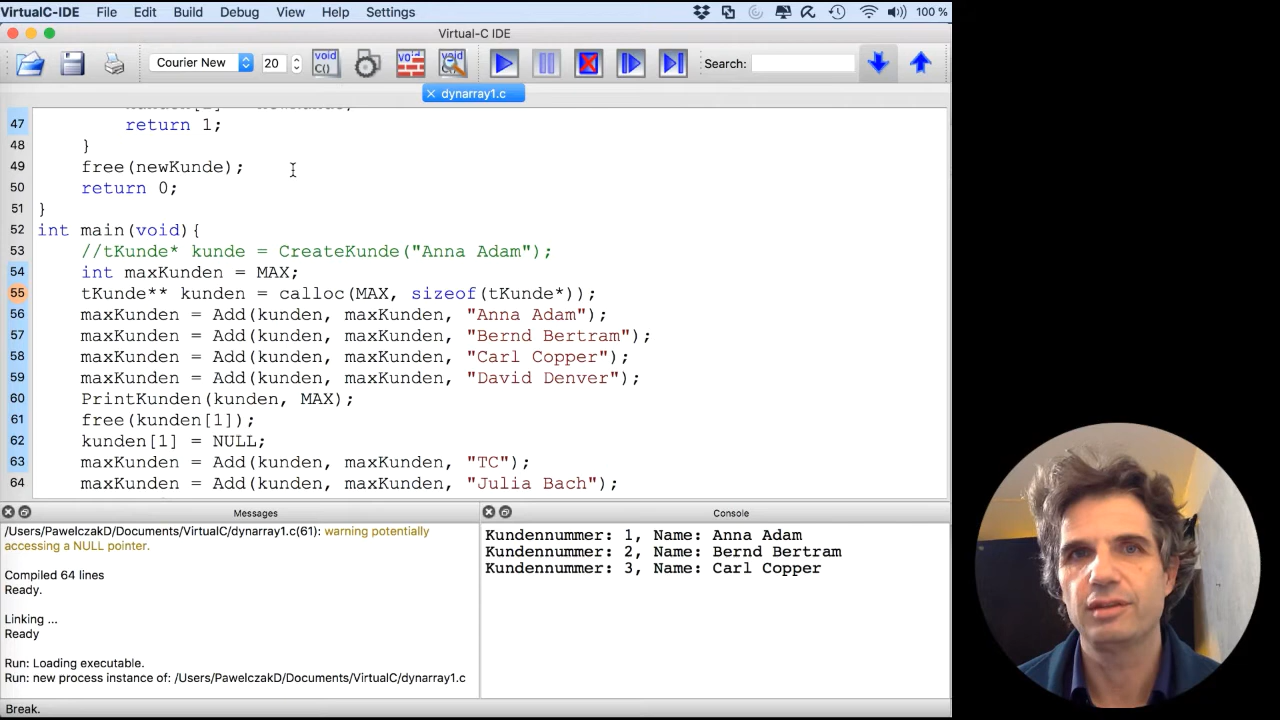 VirtualC-IDE File Edit Build Debug View Help Settings 100 %
Virtual-C IDE
Courier New 20 void C() void void Search:
dynarray1.c
47 return 1;
48 }
49 free(newKunde);
50 return 0;
51 }
52 int main(void){
53 //tKunde* kunde = CreateKunde("Anna Adam");
54 int maxKunden = MAX;
55 tKunde** kunden = calloc(MAX, sizeof(tKunde*));
56 maxKunden = Add(kunden, maxKunden, "Anna Adam");
57 maxKunden = Add(kunden, maxKunden, "Bernd Bertram");
58 maxKunden = Add(kunden, maxKunden, "Carl Copper");
59 maxKunden = Add(kunden, maxKunden, "David Denver");
60 PrintKunden(kunden, MAX);
61 free(kunden[1]);
62 kunden[1] = NULL;
63 maxKunden = Add(kunden, maxKunden, "TC");
64 maxKunden = Add(kunden, maxKunden, "Julia Bach");
Messages
/Users/PawelczakD/Documents/VirtualC/dynarray1.c(61): warning potentially
accessing a NULL pointer.
Compiled 64 lines
Ready.
Linking ...
Ready
Run: Loading executable.
Run: new process instance of: /Users/PawelczakD/Documents/VirtualC/dynarray1.c
Console
Kundennummer: 1, Name: Anna Adam
Kundennummer: 2, Name: Bernd Bertram
Kundennummer: 3, Name: Carl Copper
Break.